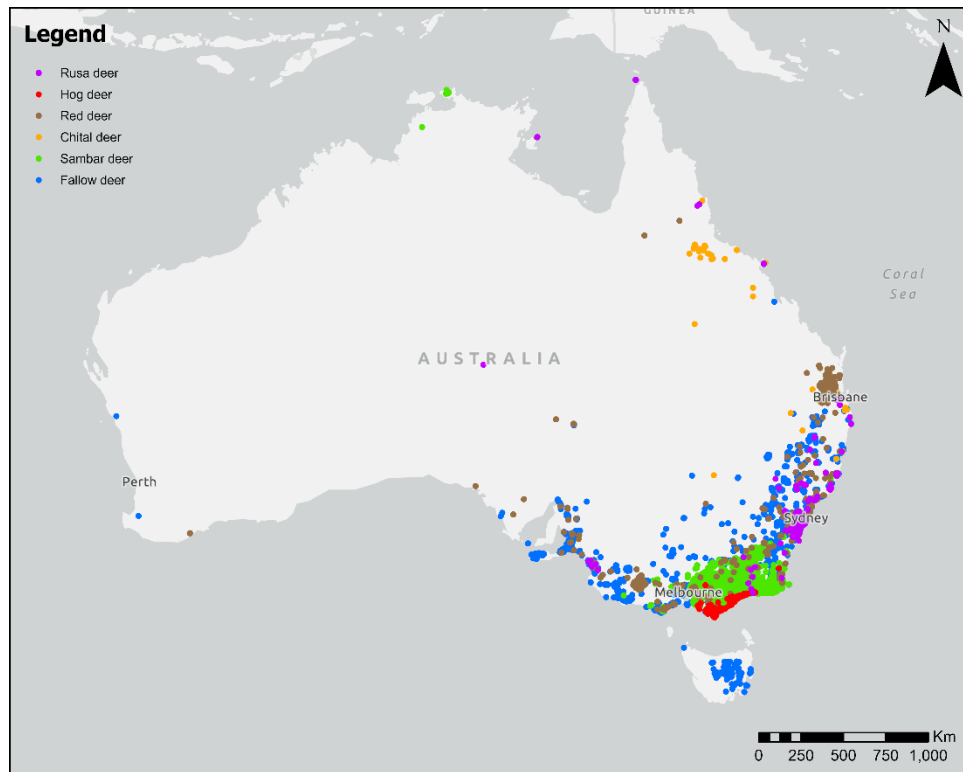 GUINEA
Legend
N
Rusa deer
Hog deer
Red deer
Chital deer
Sambar deer
Fallow deer
Coral
Sea
AUSTRALIA
Brisbane
Perth
Sydney
Melbourne
Km
0 250 500 750 1,000